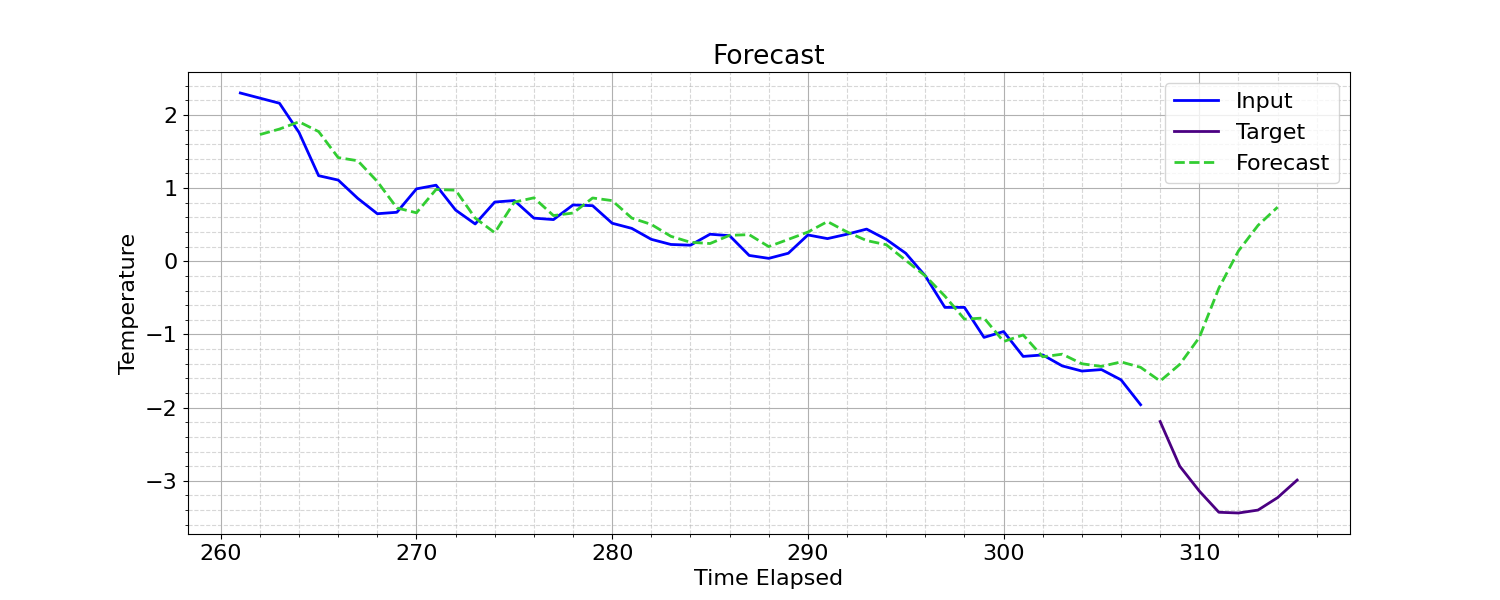 Forecast
Input
Target
Forecast
Temperature
2
1
0
−1
−2
−3
260 270 280 290 300 310
Time Elapsed